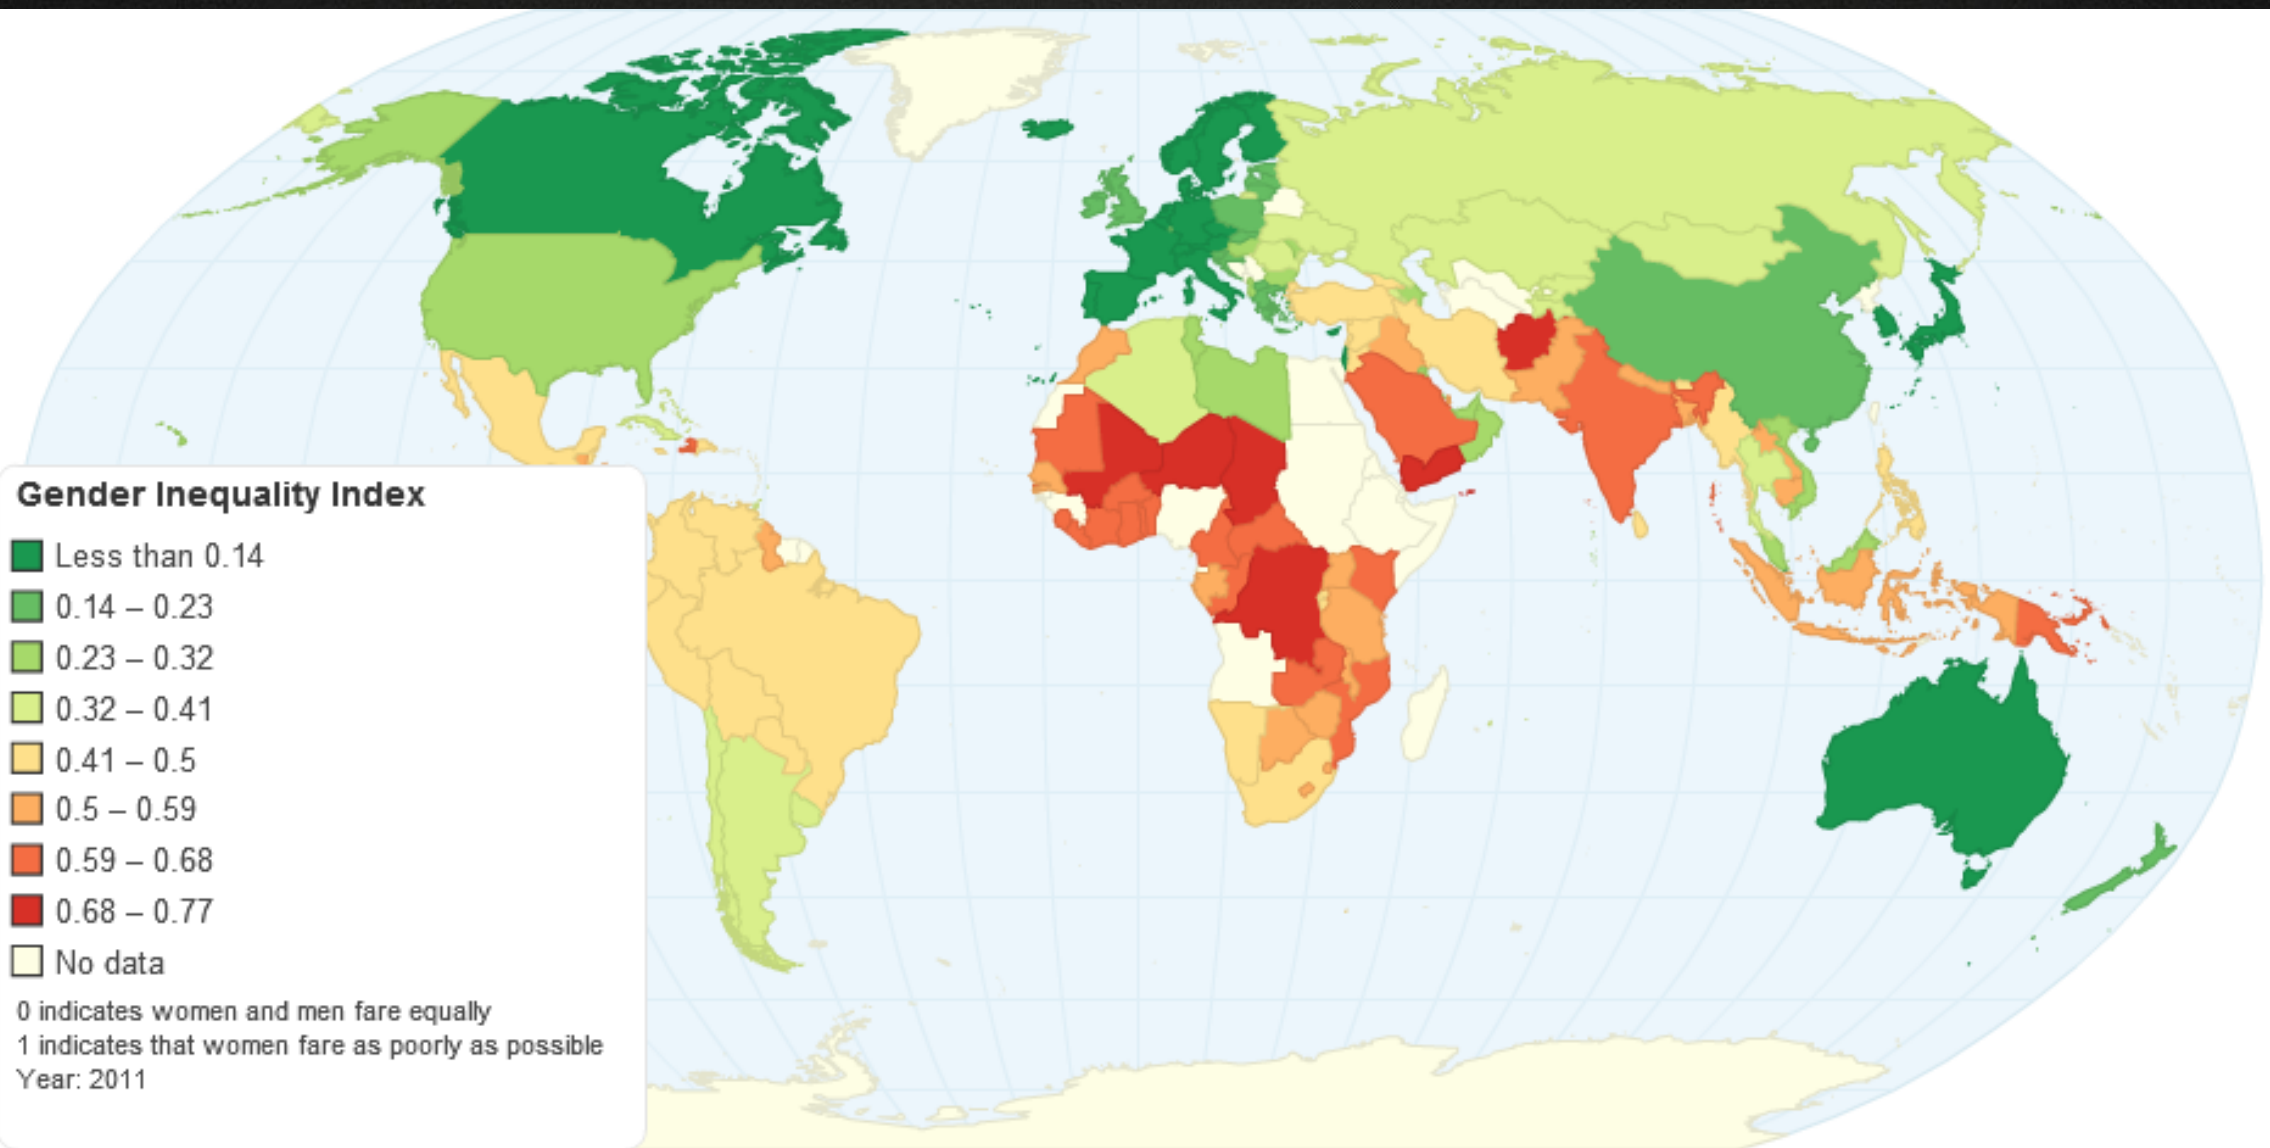 Gender Inequality Index
Less than 0.14
0.14 – 0.23
0.23 – 0.32
0.32 – 0.41
0.41 – 0.5
0.5 – 0.59
0.59 – 0.68
0.68 – 0.77
No data
0 indicates women and men fare equally
1 indicates that women fare as poorly as possible
Year: 2011